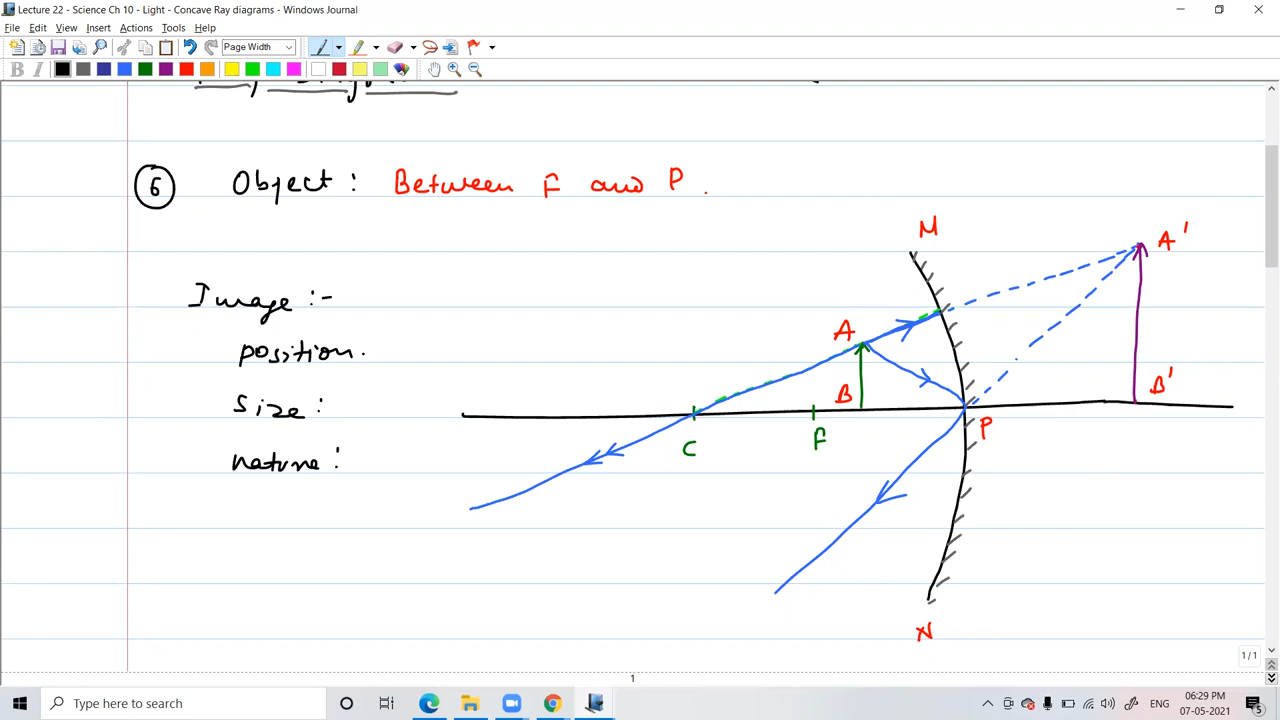 Lecture 22 - Science Ch 10 - Light - Concave Ray diagrams - Windows Journal
File Edit View Insert Actions Tools Help
Page Width
B I
6 Object : Between F and P .
M
A'
Image :-
A
position.
B
B'
size :
P
C
F
nature :
N
1/1
1
Type here to search
ENG
06:29 PM
07-05-2021
5